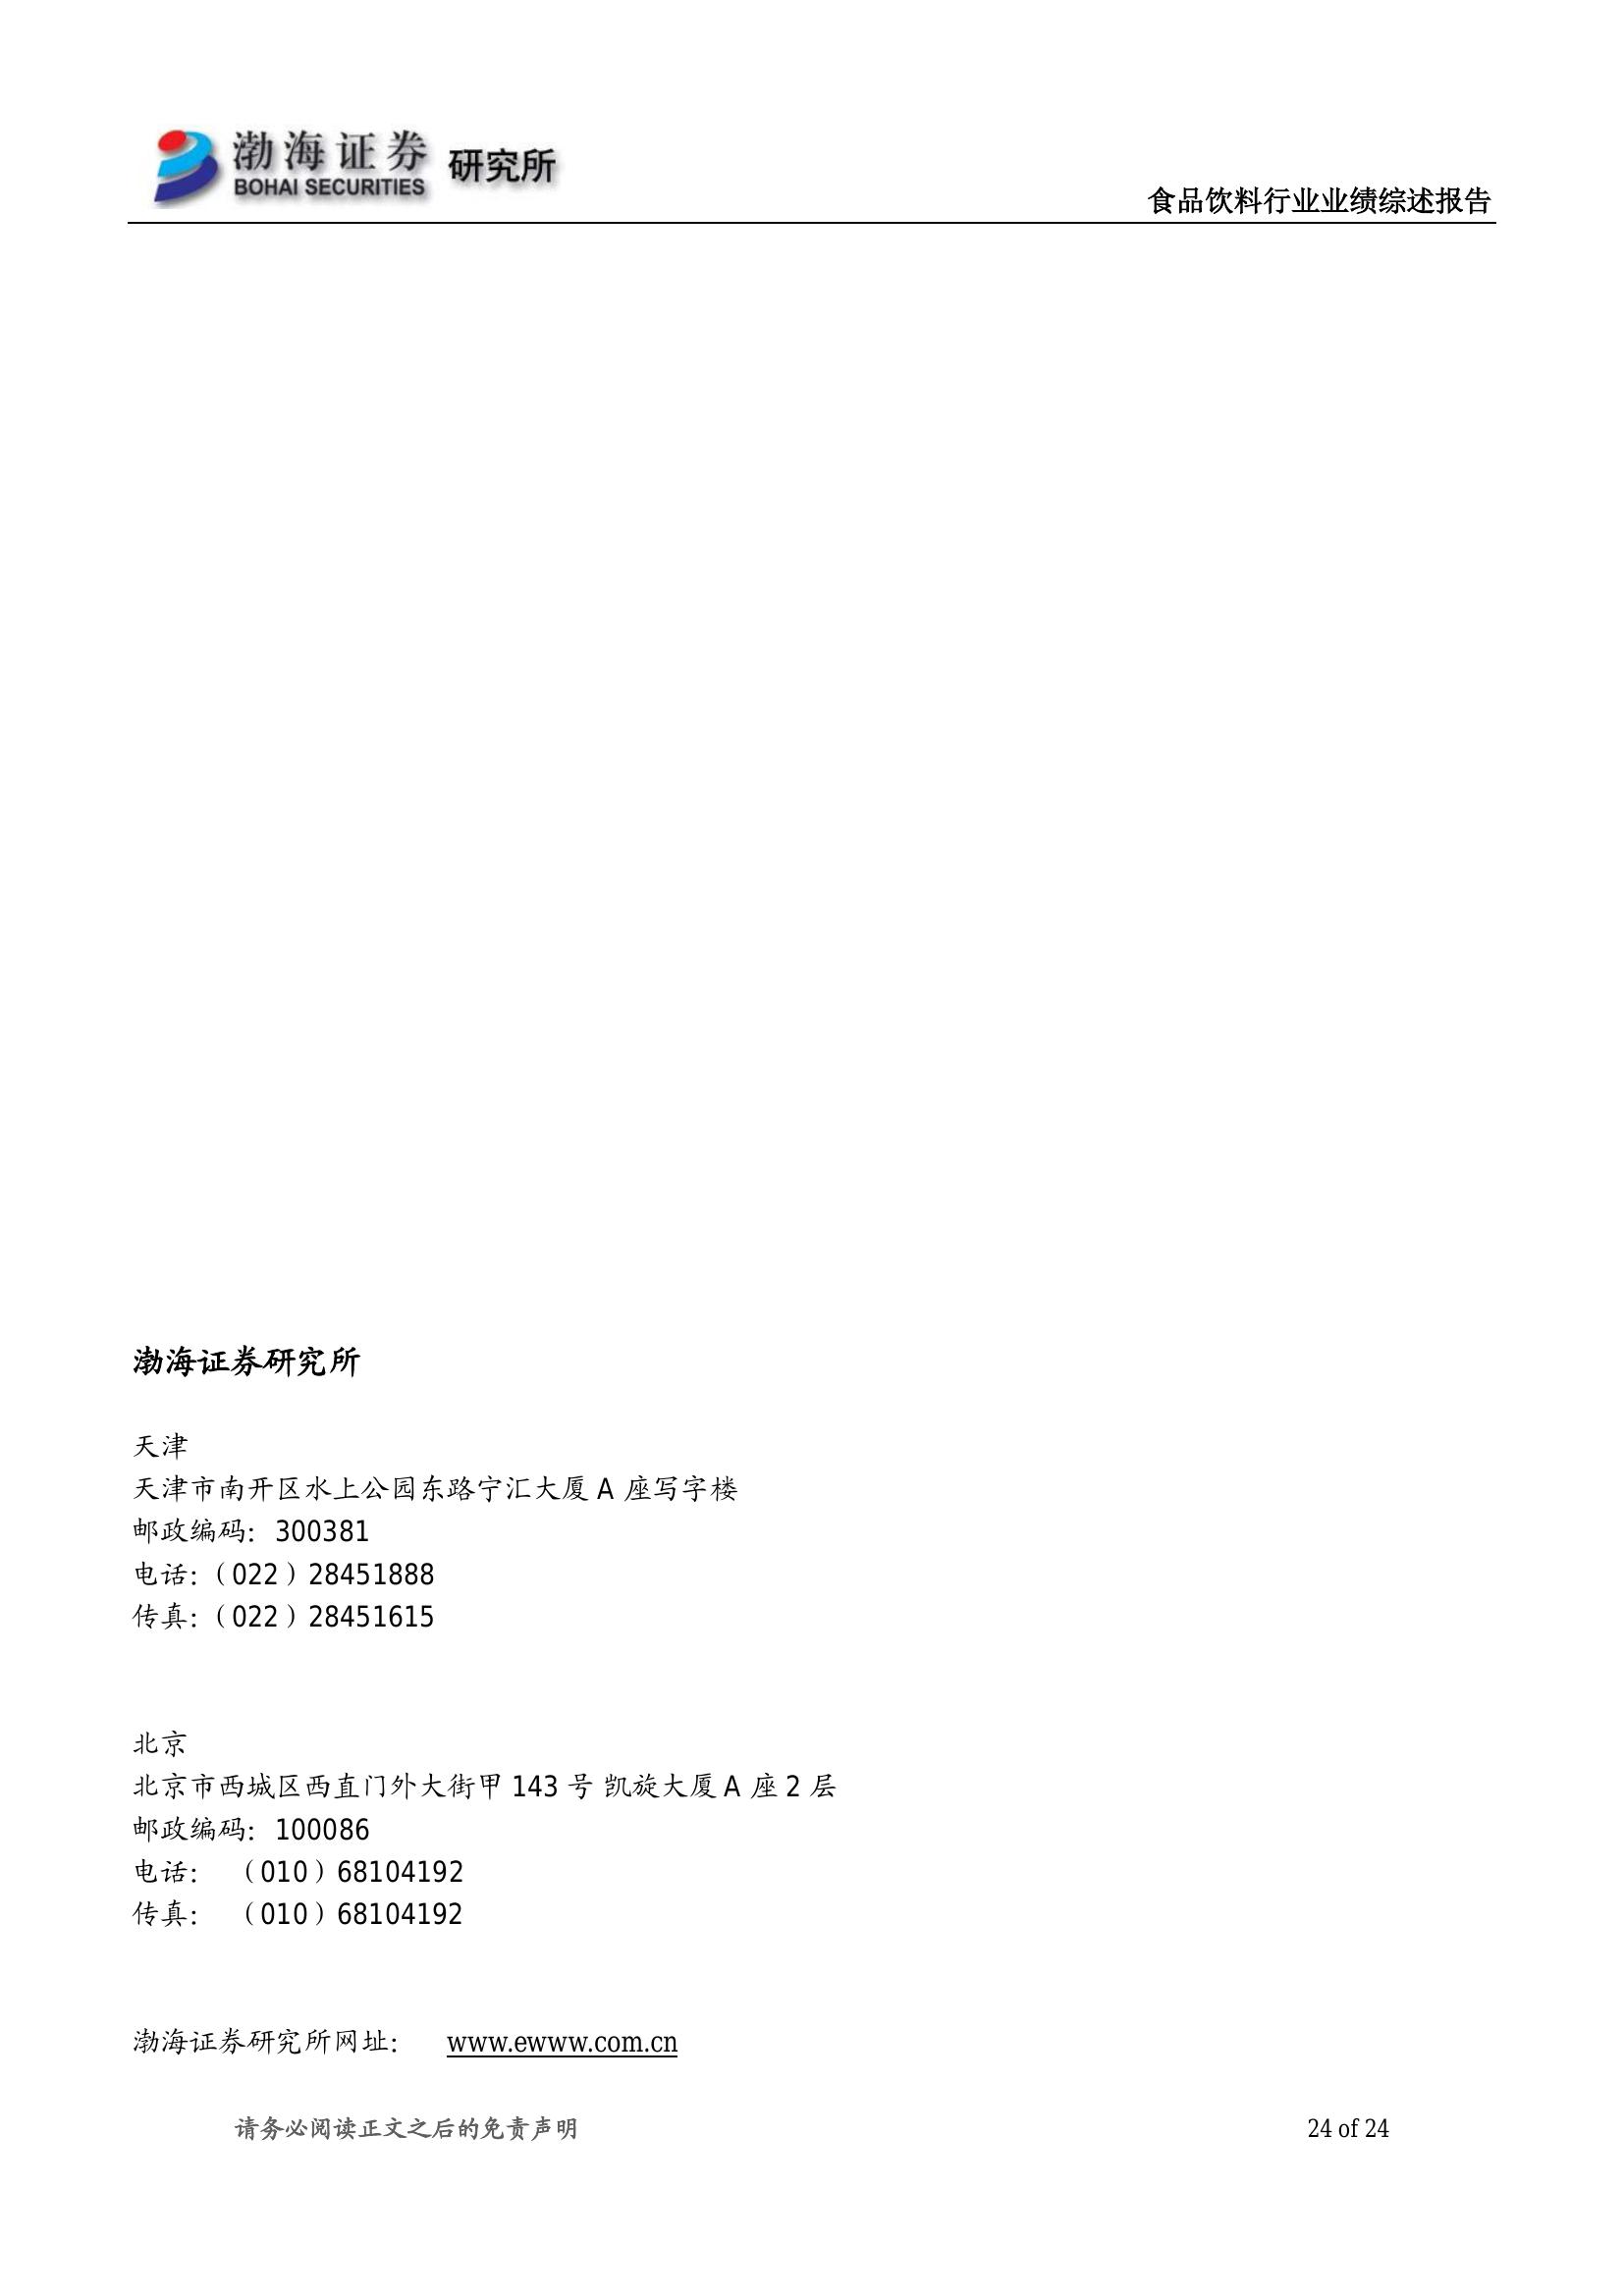 渤海证券 研究所
BOHAI SECURITIES
食品饮料行业业绩综述报告
渤海证券研究所
天津
天津市南开区水上公园东路宁汇大厦 A 座写字楼
邮政编码：300381
电话：（022）28451888
传真：（022）28451615
北京
北京市西城区西直门外大街甲 143 号 凯旋大厦 A 座 2 层
邮政编码：100086
电话： （010）68104192
传真： （010）68104192
渤海证券研究所网址： www.ewww.com.cn
请务必阅读正文之后的免责声明 24 of 24